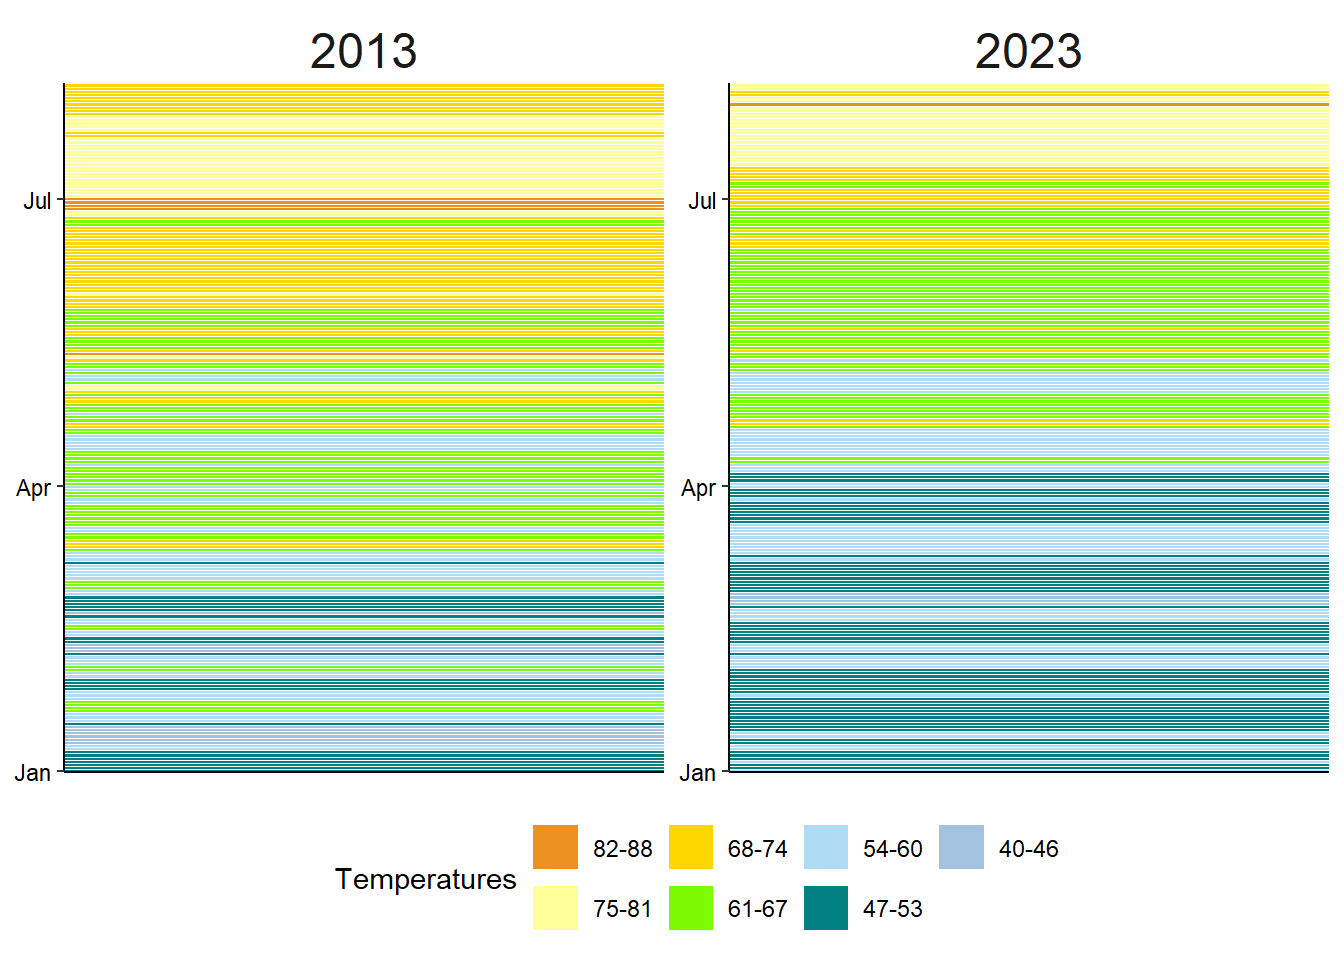 2013 2023
Jul Jul
Apr Apr
Jan Jan
Temperatures
82-88 68-74 54-60 40-46
75-81 61-67 47-53